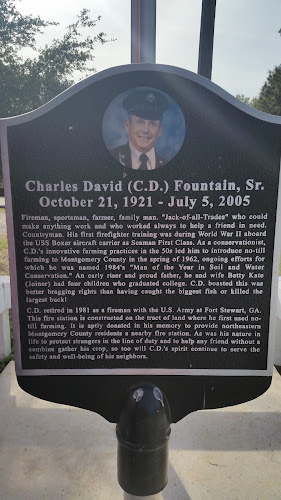 Charles David (C.D.) Fountain, Sr.
October 21, 1921 - July 5, 2005
Fireman, sportsman, farmer, family man. "Jack-of-all-Trades" who could
make anything work and who worked always to help a friend in need.
Countryman. His first firefighter training was during World War II aboard
the USS Boxer aircraft carrier as Seaman First Class. As a conservationist,
C.D.'s innovative farming practices in the 50s led him to introduce no-till
farming to Montgomery County in the spring of 1962, ongoing efforts for
which he was named 1984's "Man of the Year in Soil and Water
Conservation." An early riser and proud father, he and wife Betty Kate
(Joiner) had four children who graduated college. C.D. boasted this was
better bragging rights than having caught the biggest fish or killed the
largest buck!
C.D. retired in 1981 as a fireman with the U.S. Army at Fort Stewart, GA.
This fire station is constructed on the tract of land where he first used no-
till farming. It is aptly donated in his memory to provide northeastern
Montgomery County residents a nearby fire station. As was his nature
in life to protect strangers in the line of duty and to help any friend without a
combine gather his crop, so too will C.D.'s spirit continue to serve the
safety and well-being of his neighbors.